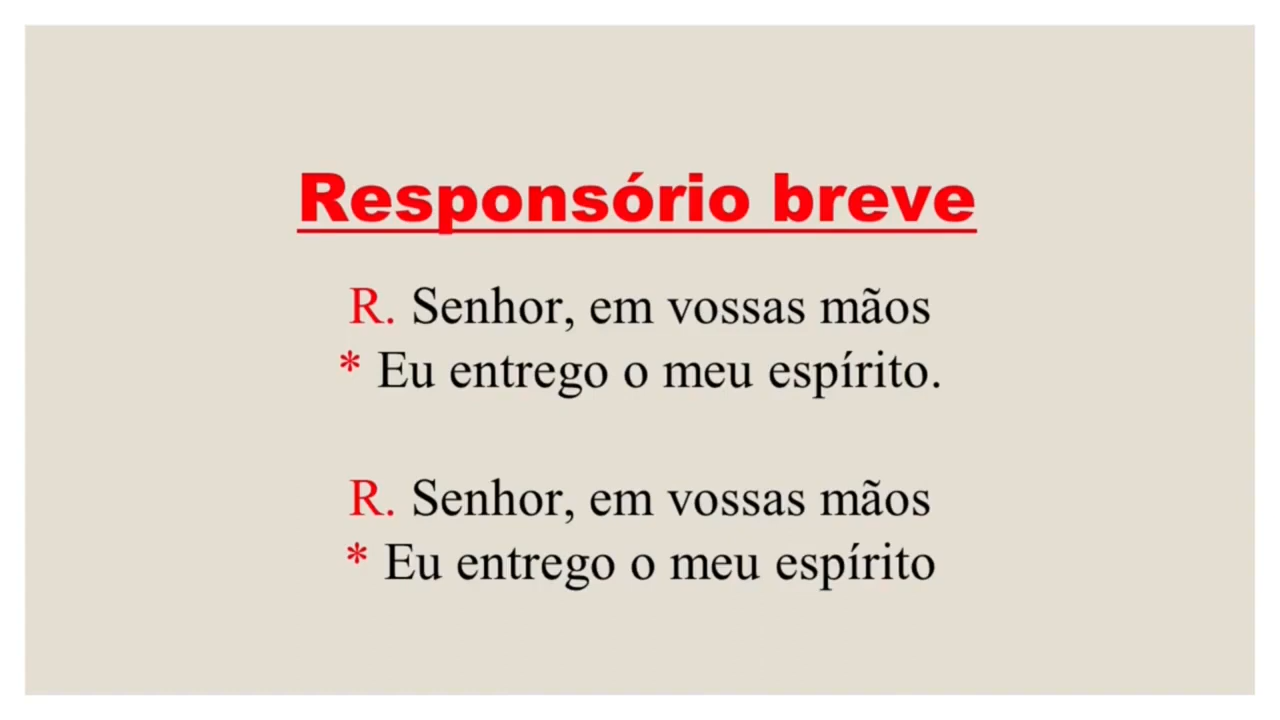 Responsório breve
R. Senhor, em vossas mãos
* Eu entrego o meu espírito.
R. Senhor, em vossas mãos
* Eu entrego o meu espírito